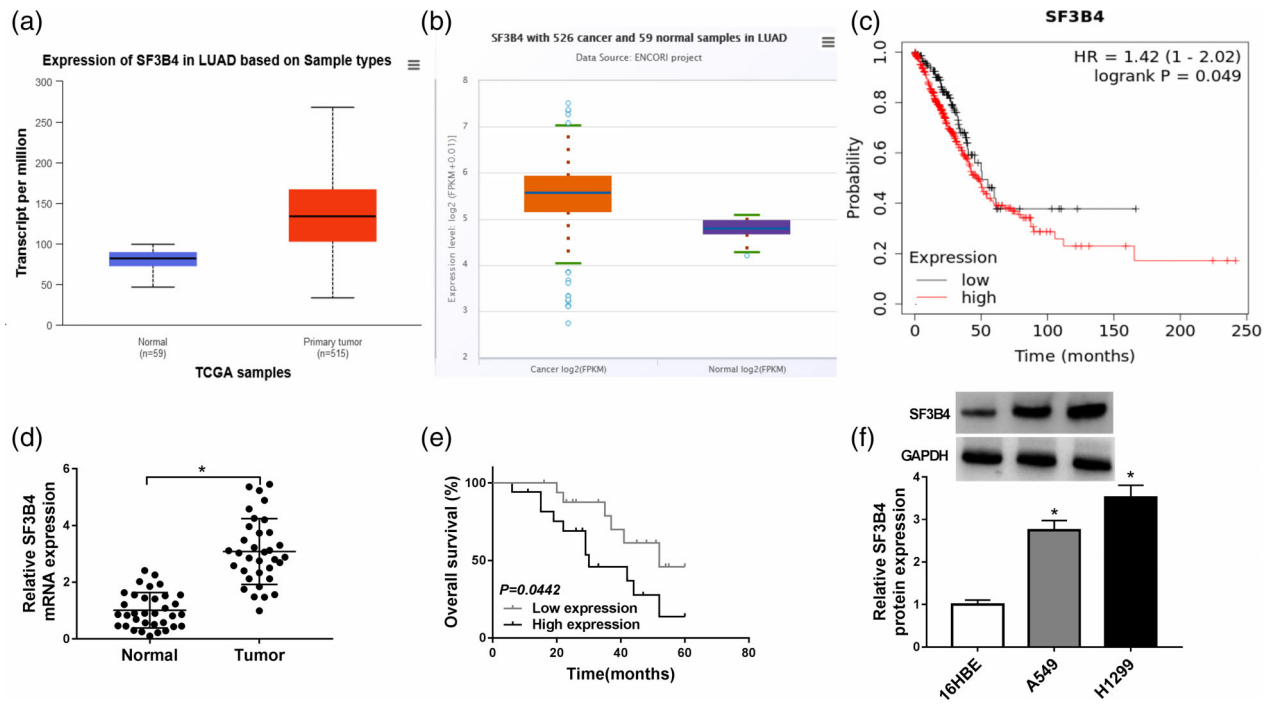 (a)
Expression of SF3B4 in LUAD based on Sample types
Transcript per million
300
250
200
150
100
50
0
Normal
(n=59)
Primary tumor
(n=515)
TCGA samples
(b)
SF3B4 with 526 cancer and 59 normal samples in LUAD
Data Source: ENCORI project
Expression level: log2 (FPKM+0.01)]
8
7
6
5
4
3
2
Cancer log2(FPKM)
Normal log2(FPKM)
(c)
SF3B4
HR = 1.42 (1 - 2.02)
logrank P = 0.049
Probability
1.0
0.8
0.6
0.4
0.2
0.0
Expression
low
high
0
50
100
150
200
250
Time (months)
(d)
Relative SF3B4
mRNA expression
6
4
2
0
*
Normal
Tumor
(e)
Overall survival (%)
100
50
0
P=0.0442
Low expression
High expression
0
20
40
60
80
Time(months)
(f)
SF3B4
GAPDH
Relative SF3B4
protein expression
4
3
2
1
0
*
*
16HBE
A549
H1299